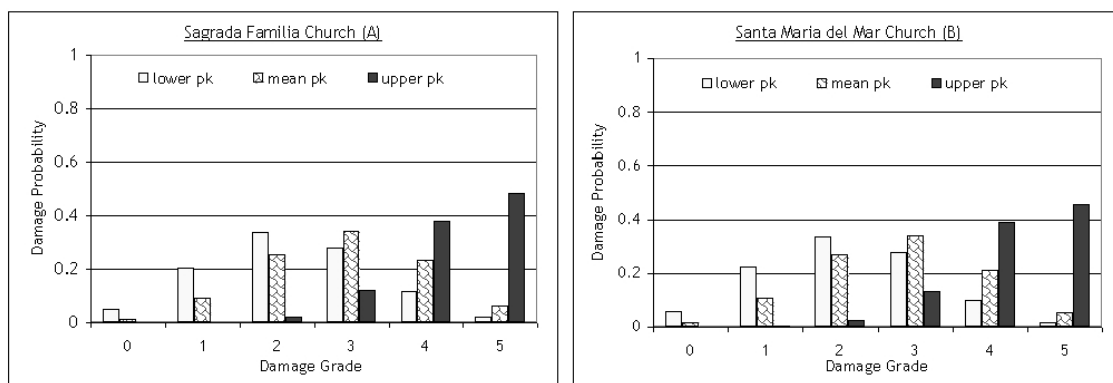 Sagrada Familia Church (A)
1
lower pk mean pk upper pk
0.8
0.6
0.4
0.2
0
Damage Probability
0 1 2 3 4 5
Damage Grade
Santa Maria del Mar Church (B)
1
lower pk mean pk upper pk
0.8
0.6
0.4
0.2
0
Damage Probability
0 1 2 3 4 5
Damage Grade